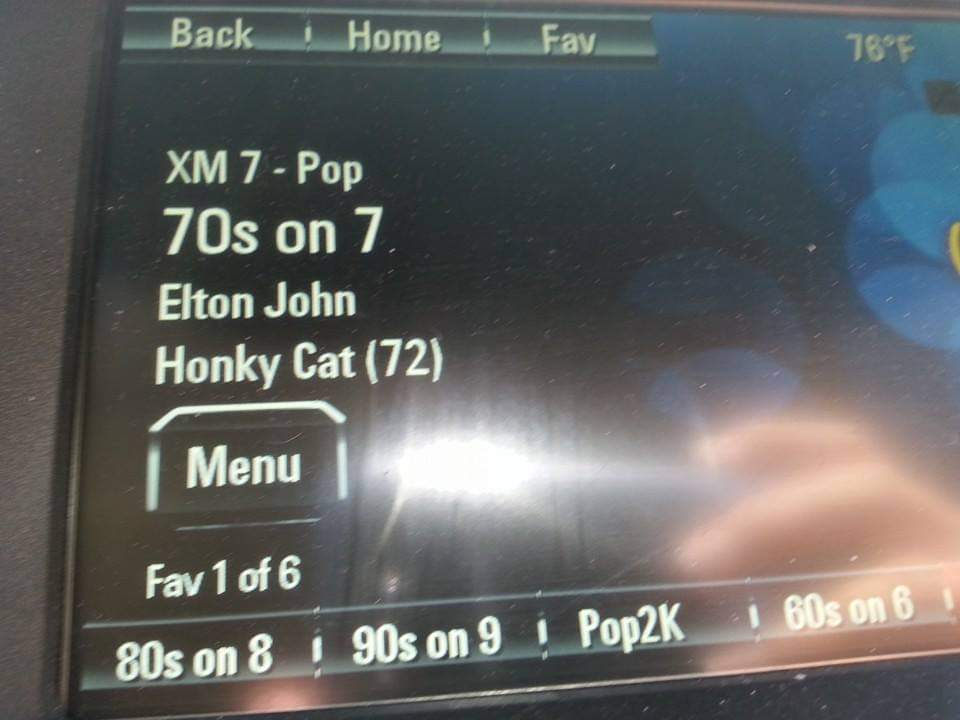 Back Home Fav 76°F
XM 7 - Pop
70s on 7
Elton John
Honky Cat (72)
Menu
Fav 1 of 6
80s on 8 90s on 9 Pop2K 60s on 6